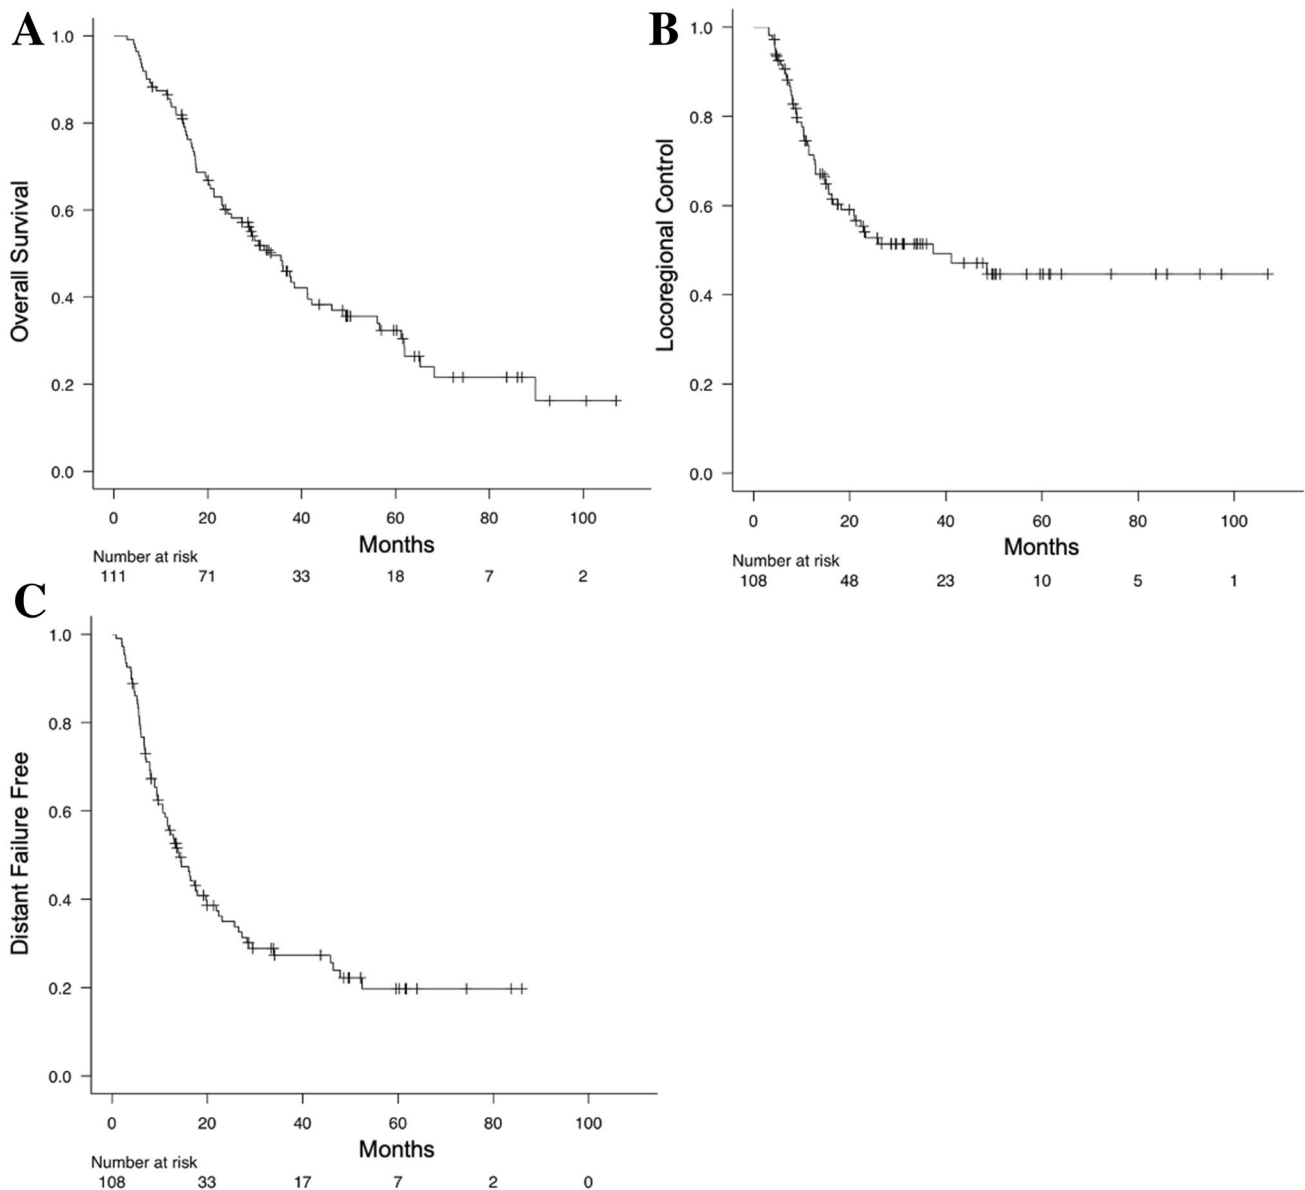 A
1.0
0.8
0.6
0.4
0.2
0.0
Overall Survival
0 20 40 60 80 100
Months
Number at risk
111 71 33 18 7 2
B
1.0
0.8
0.6
0.4
0.2
0.0
Locoregional Control
0 20 40 60 80 100
Months
Number at risk
108 48 23 10 5 1
C
1.0
0.8
0.6
0.4
0.2
0.0
Distant Failure Free
0 20 40 60 80 100
Months
Number at risk
108 33 17 7 2 0